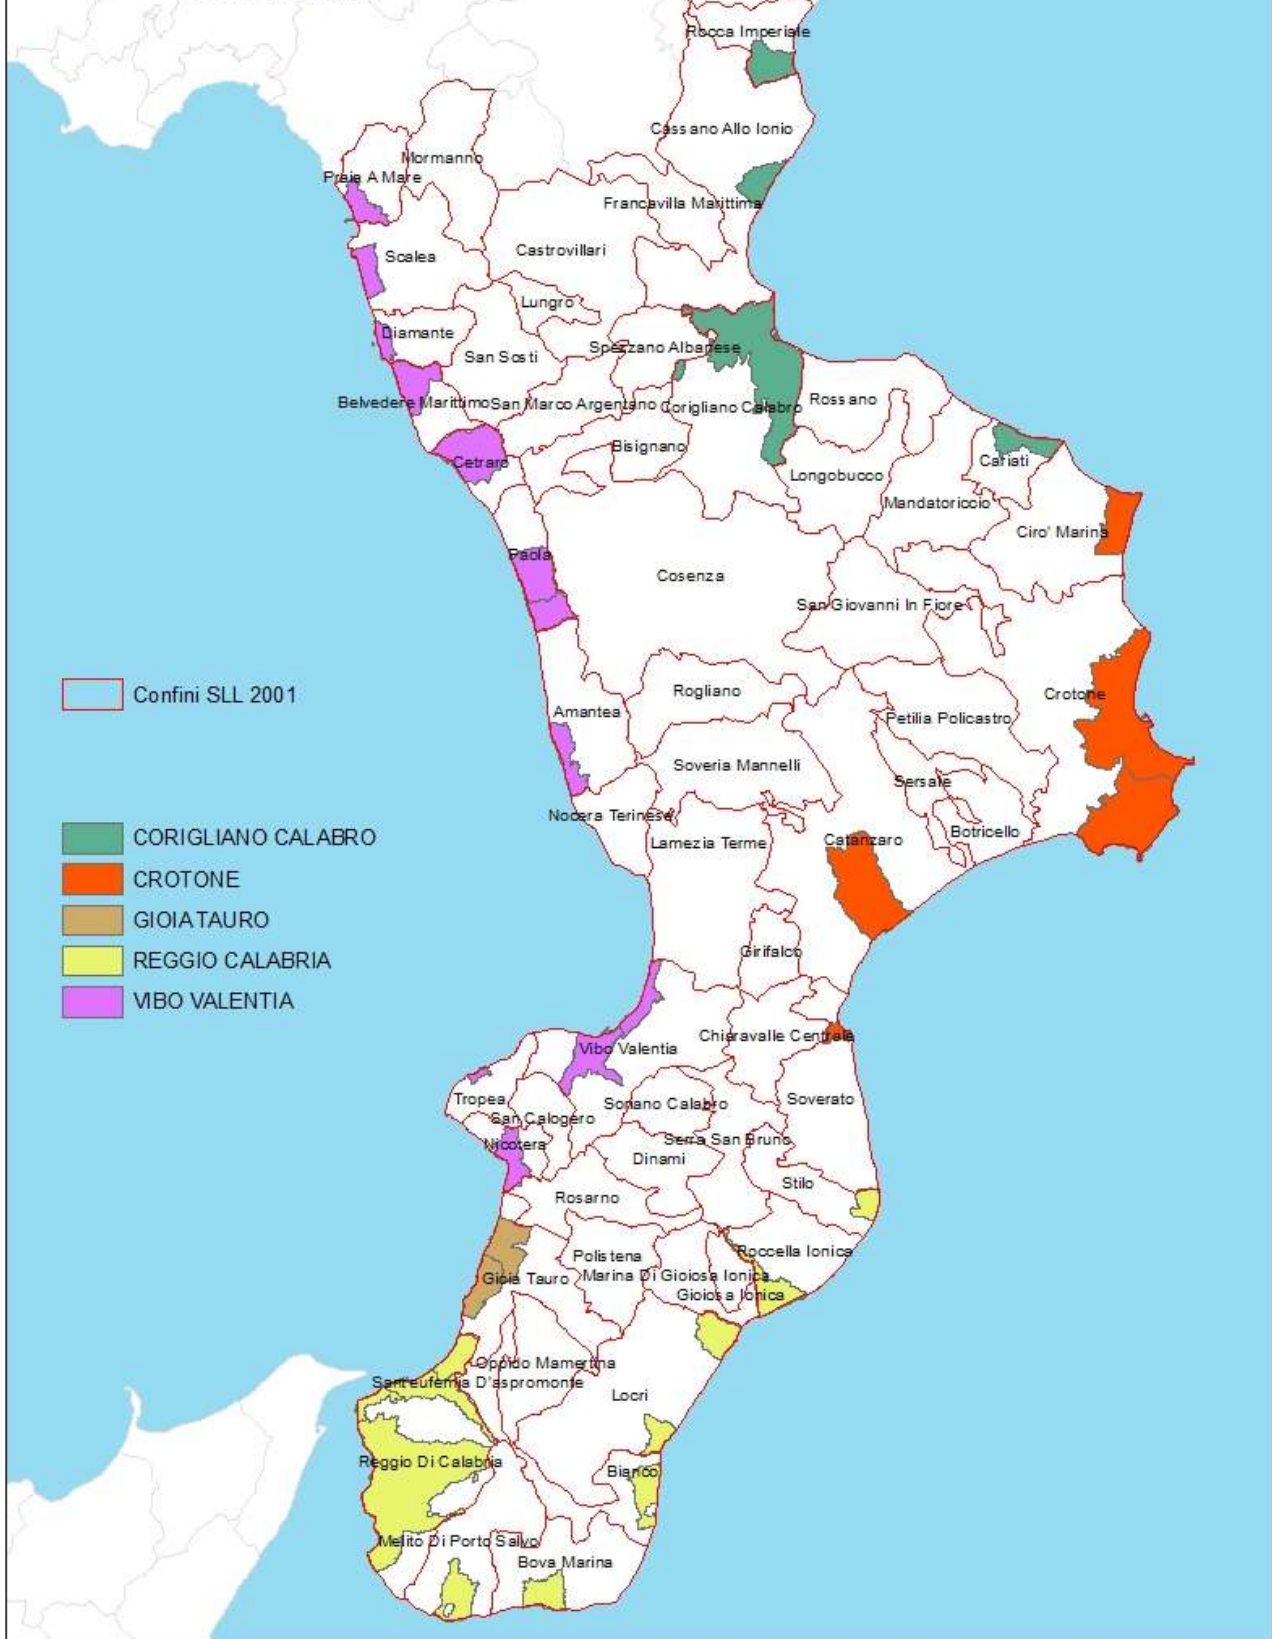 Rocca Imperiale
Cassano Allo Ionio
Mormanno
Praia A Mare
Francavilla Marittima
Castrovillari
Scalea
Lungro
Diamante
Spezzano Albanese
San Sosti
Rossano
Belvedere Marittimo
San Marco Argentano
Corigliano Calabro
Bisignano
Cetraro
Cariati
Longobucco
Mandatoriccio
Ciro' Marina
Paola
Cosenza
San Giovanni In Fiore
Confini SLL 2001
Rogliano
Crotone
Amantea
Petilia Policastro
Soveria Mannelli
Sersale
Nocera Terinese
Botricello
Lamezia Terme
Catanzaro
CORIGLIANO CALABRO
CROTONE
GIOIA TAURO
REGGIO CALABRIA
VIBO VALENTIA
Girifalco
Chiaravalle Centrale
Vibo Valentia
Tropea
Soriano Calabro
Soverato
San Calogero
Nicotera
Serra San Bruno
Dinami
Stilo
Rosarno
Roccella Ionica
Polistena
Gioia Tauro
Marina Di Gioiosa Ionica
Gioiosa Ionica
Oppido Mamertina
Sant'eufemia D'aspromonte
Locri
Reggio Di Calabria
Bianco
Melito Di Porto Salvo
Bova Marina